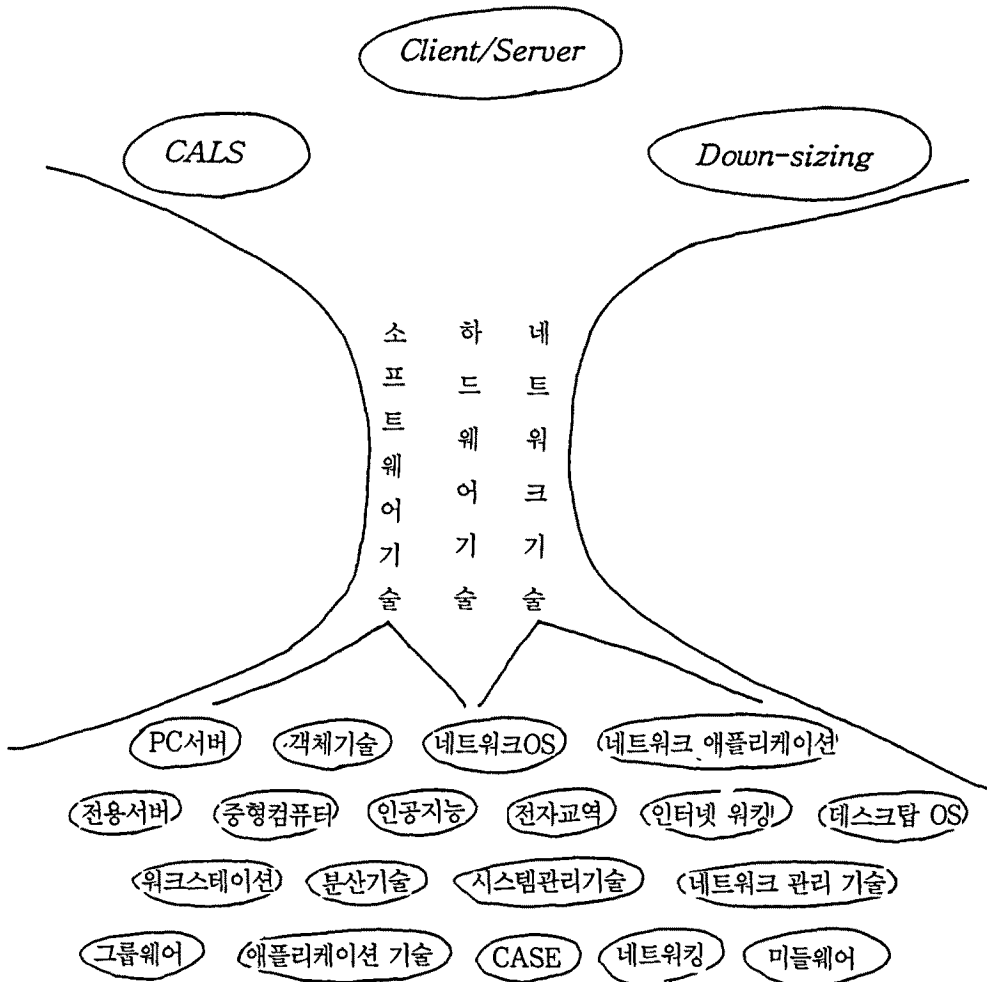 Client/Server
CALS
Down-sizing
소프트웨어기술
하드웨어기술
네트워크기술
PC서버 객체기술 네트워크OS 네트워크 애플리케이션
전용서버 중형컴퓨터 인공지능 전자교역 인터넷 워킹 데스크탑 OS
워크스테이션 분산기술 시스템관리기술 네트워크 관리 기술
그룹웨어 애플리케이션 기술 CASE 네트워킹 미들웨어